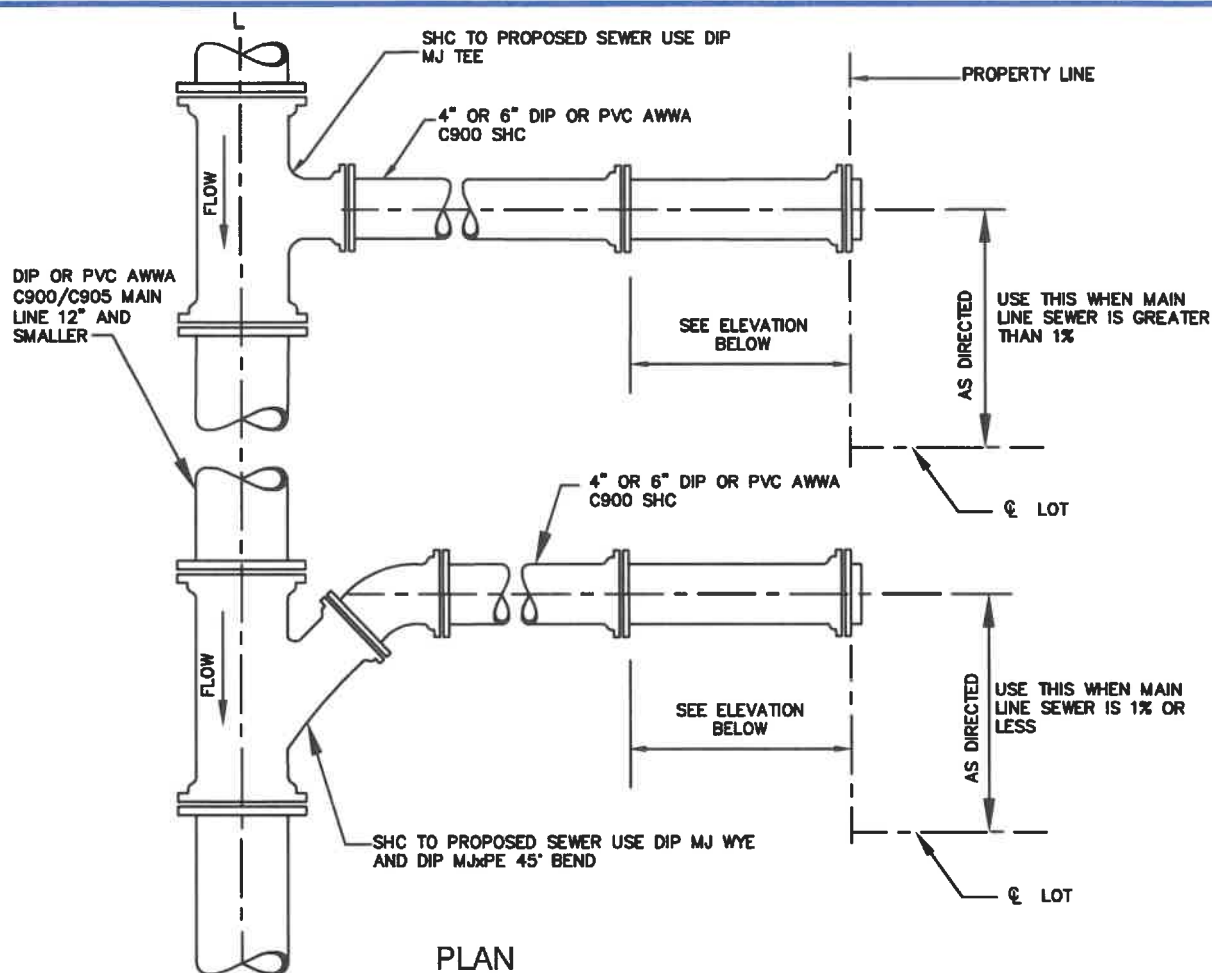 L
SHC TO PROPOSED SEWER USE DIP
MJ TEE
PROPERTY LINE
4" OR 6" DIP OR PVC AWWA
C900 SHC
FLOW
DIP OR PVC AWWA
C900/C905 MAIN
LINE 12" AND
SMALLER
SEE ELEVATION
BELOW
AS DIRECTED
USE THIS WHEN MAIN
LINE SEWER IS GREATER
THAN 1%
℄ LOT
4" OR 6" DIP OR PVC AWWA
C900 SHC
FLOW
SEE ELEVATION
BELOW
AS DIRECTED
USE THIS WHEN MAIN
LINE SEWER IS 1% OR
LESS
SHC TO PROPOSED SEWER USE DIP MJ WYE
AND DIP MJxPE 45° BEND
℄ LOT
PLAN